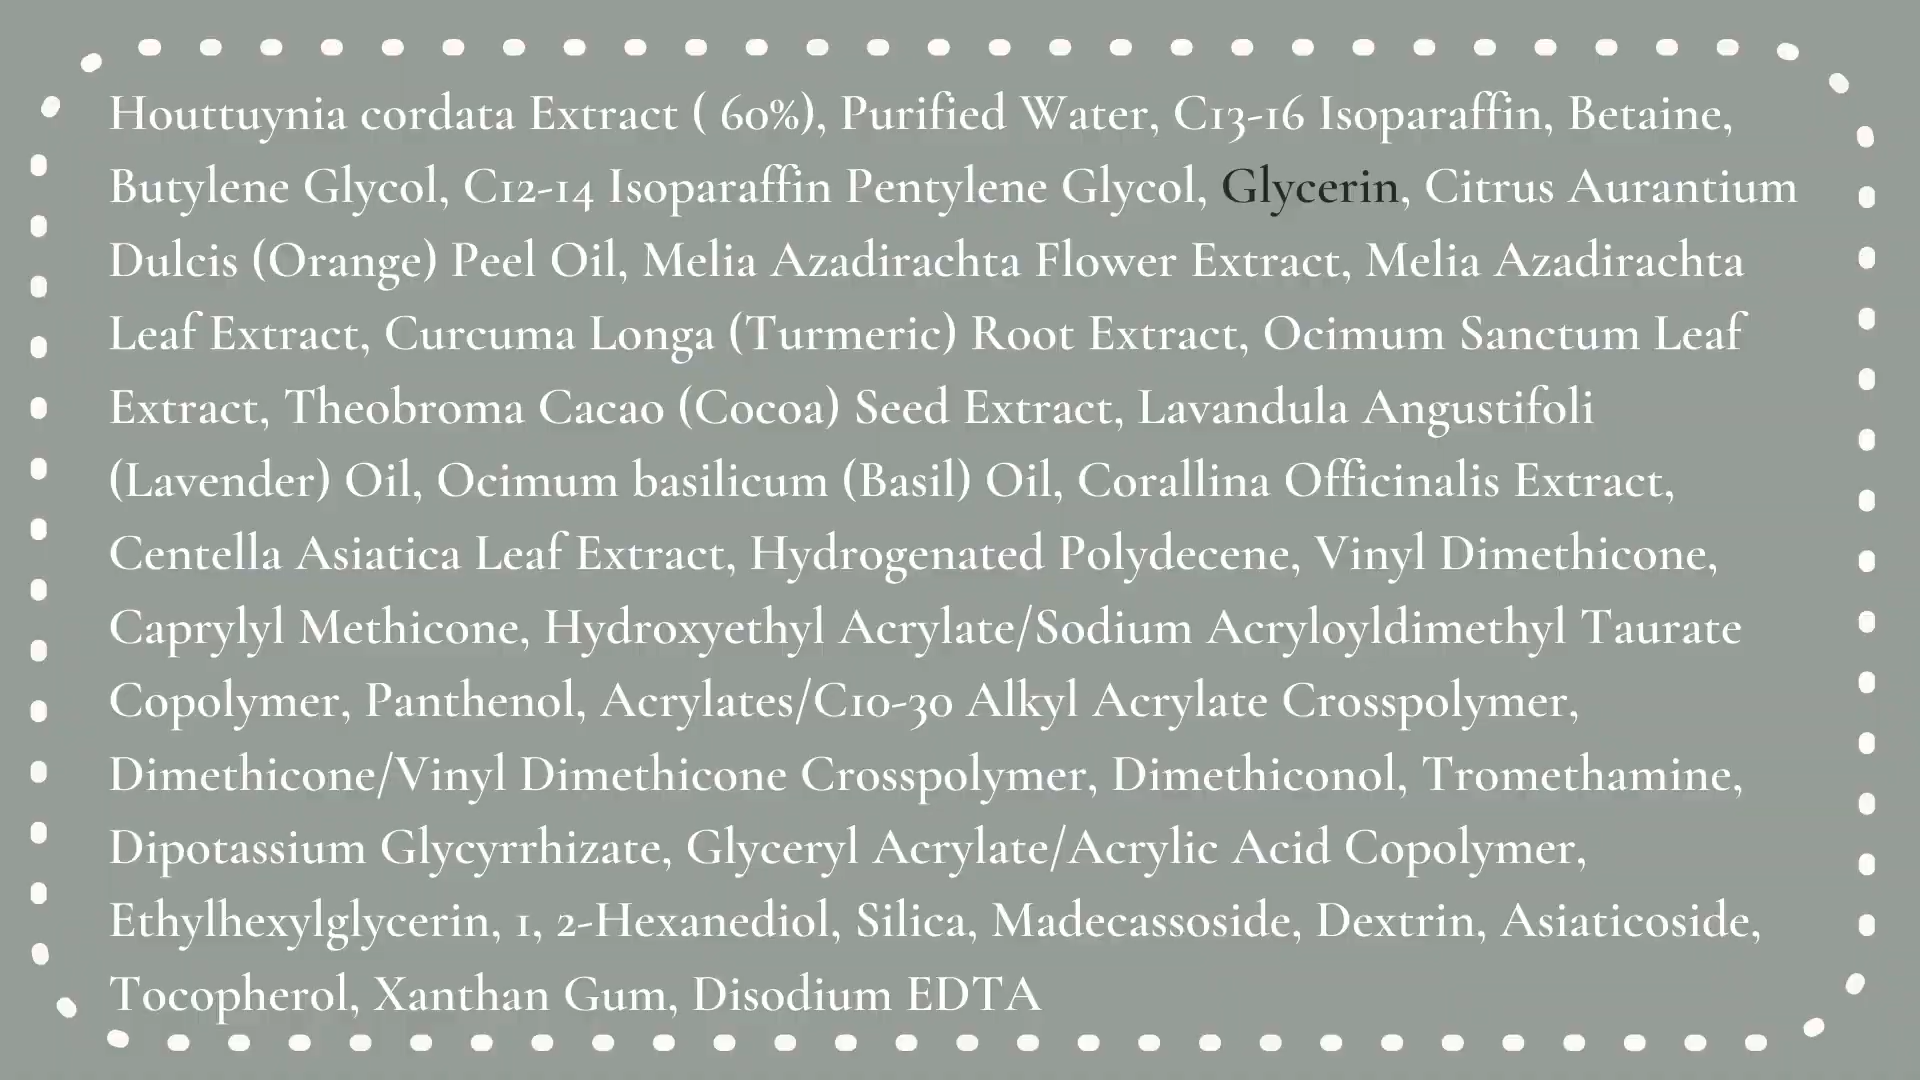 Houttuynia cordata Extract ( 60%), Purified Water, C13-16 Isoparaffin, Betaine,
Butylene Glycol, C12-14 Isoparaffin Pentylene Glycol, Glycerin, Citrus Aurantium
Dulcis (Orange) Peel Oil, Melia Azadirachta Flower Extract, Melia Azadirachta
Leaf Extract, Curcuma Longa (Turmeric) Root Extract, Ocimum Sanctum Leaf
Extract, Theobroma Cacao (Cocoa) Seed Extract, Lavandula Angustifoli
(Lavender) Oil, Ocimum basilicum (Basil) Oil, Corallina Officinalis Extract,
Centella Asiatica Leaf Extract, Hydrogenated Polydecene, Vinyl Dimethicone,
Caprylyl Methicone, Hydroxyethyl Acrylate/Sodium Acryloyldimethyl Taurate
Copolymer, Panthenol, Acrylates/C10-30 Alkyl Acrylate Crosspolymer,
Dimethicone/Vinyl Dimethicone Crosspolymer, Dimethiconol, Tromethamine,
Dipotassium Glycyrrhizate, Glyceryl Acrylate/Acrylic Acid Copolymer,
Ethylhexylglycerin, 1, 2-Hexanediol, Silica, Madecassoside, Dextrin, Asiaticoside,
Tocopherol, Xanthan Gum, Disodium EDTA